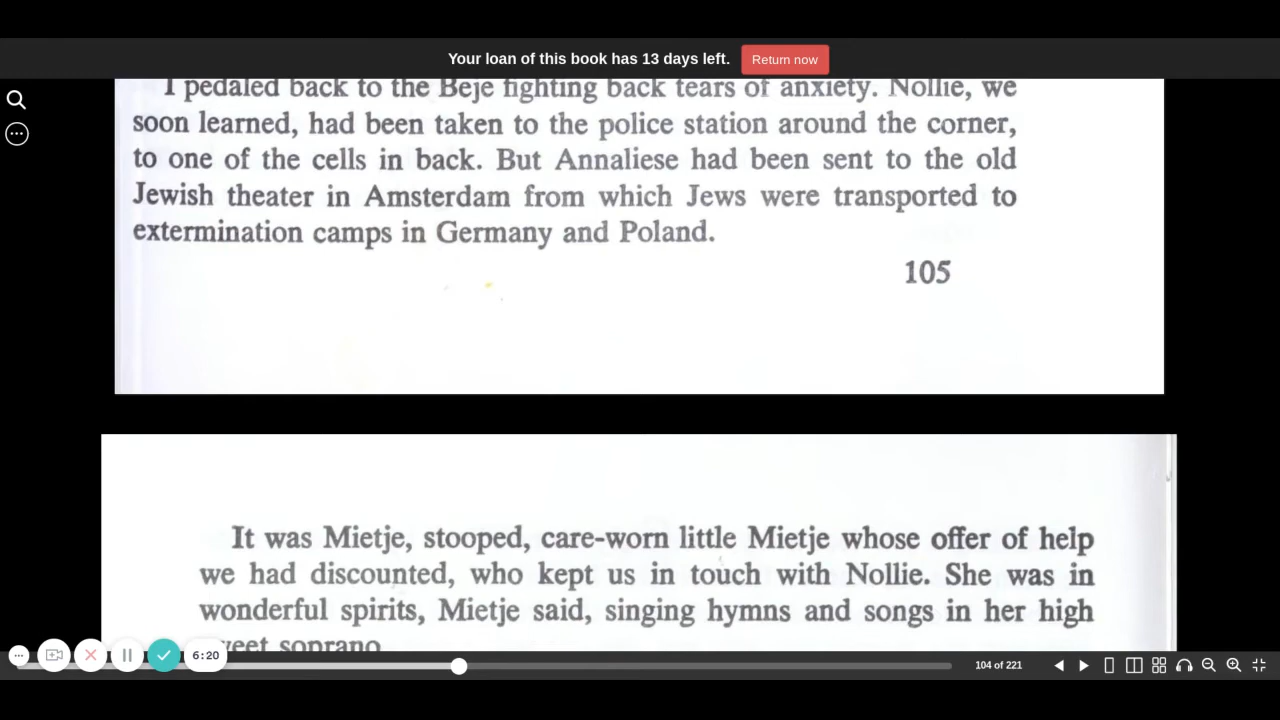 Your loan of this book has 13 days left. Return now
I pedaled back to the Beje fighting back tears of anxiety. Nollie, we
soon learned, had been taken to the police station around the corner,
to one of the cells in back. But Annaliese had been sent to the old
Jewish theater in Amsterdam from which Jews were transported to
extermination camps in Germany and Poland.
105
It was Mietje, stooped, care-worn little Mietje whose offer of help
we had discounted, who kept us in touch with Nollie. She was in
wonderful spirits, Mietje said, singing hymns and songs in her high
sweet soprano.
6:20
104 of 221